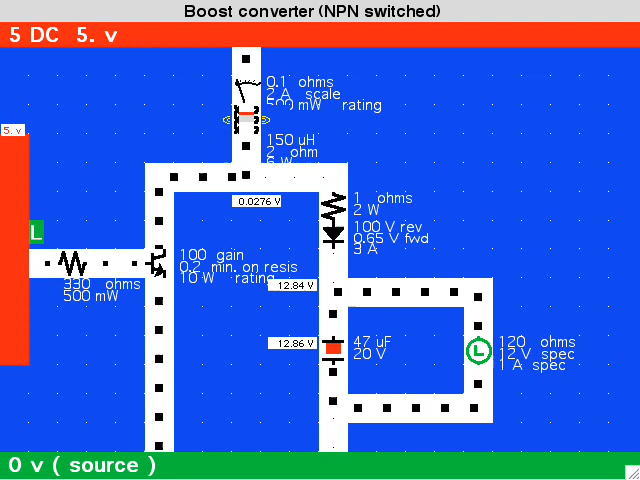 Boost converter (NPN switched)
5 DC 5. v
0.1 ohms
2 A scale
500 mW rating
5. v
150 uH
2 ohm
6 W
0.0276 V
1 ohms
2 W
L
100 V rev
0.65 V fwd
3 A
100 gain
0.2 min. on resis
10 W rating
330 ohms
500 mW
12.84 V
12.86 V
47 uF
20 V
L
120 ohms
12 V spec
1 A spec
0 v ( source )